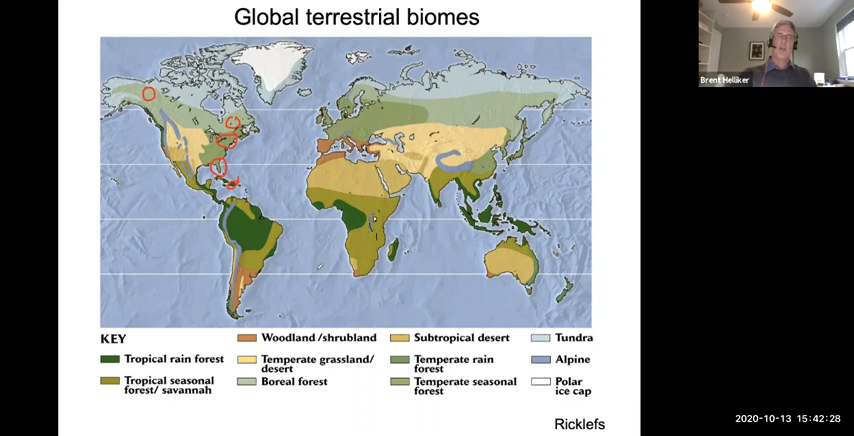 Global terrestrial biomes
Brent Helliker
KEY
Woodland/shrubland
Subtropical desert
Tundra
Tropical rain forest
Temperate grassland/
desert
Temperate rain
forest
Alpine
Tropical seasonal
forest/ savannah
Boreal forest
Temperate seasonal
forest
Polar
ice cap
Ricklefs
2020-10-13 15:42:28